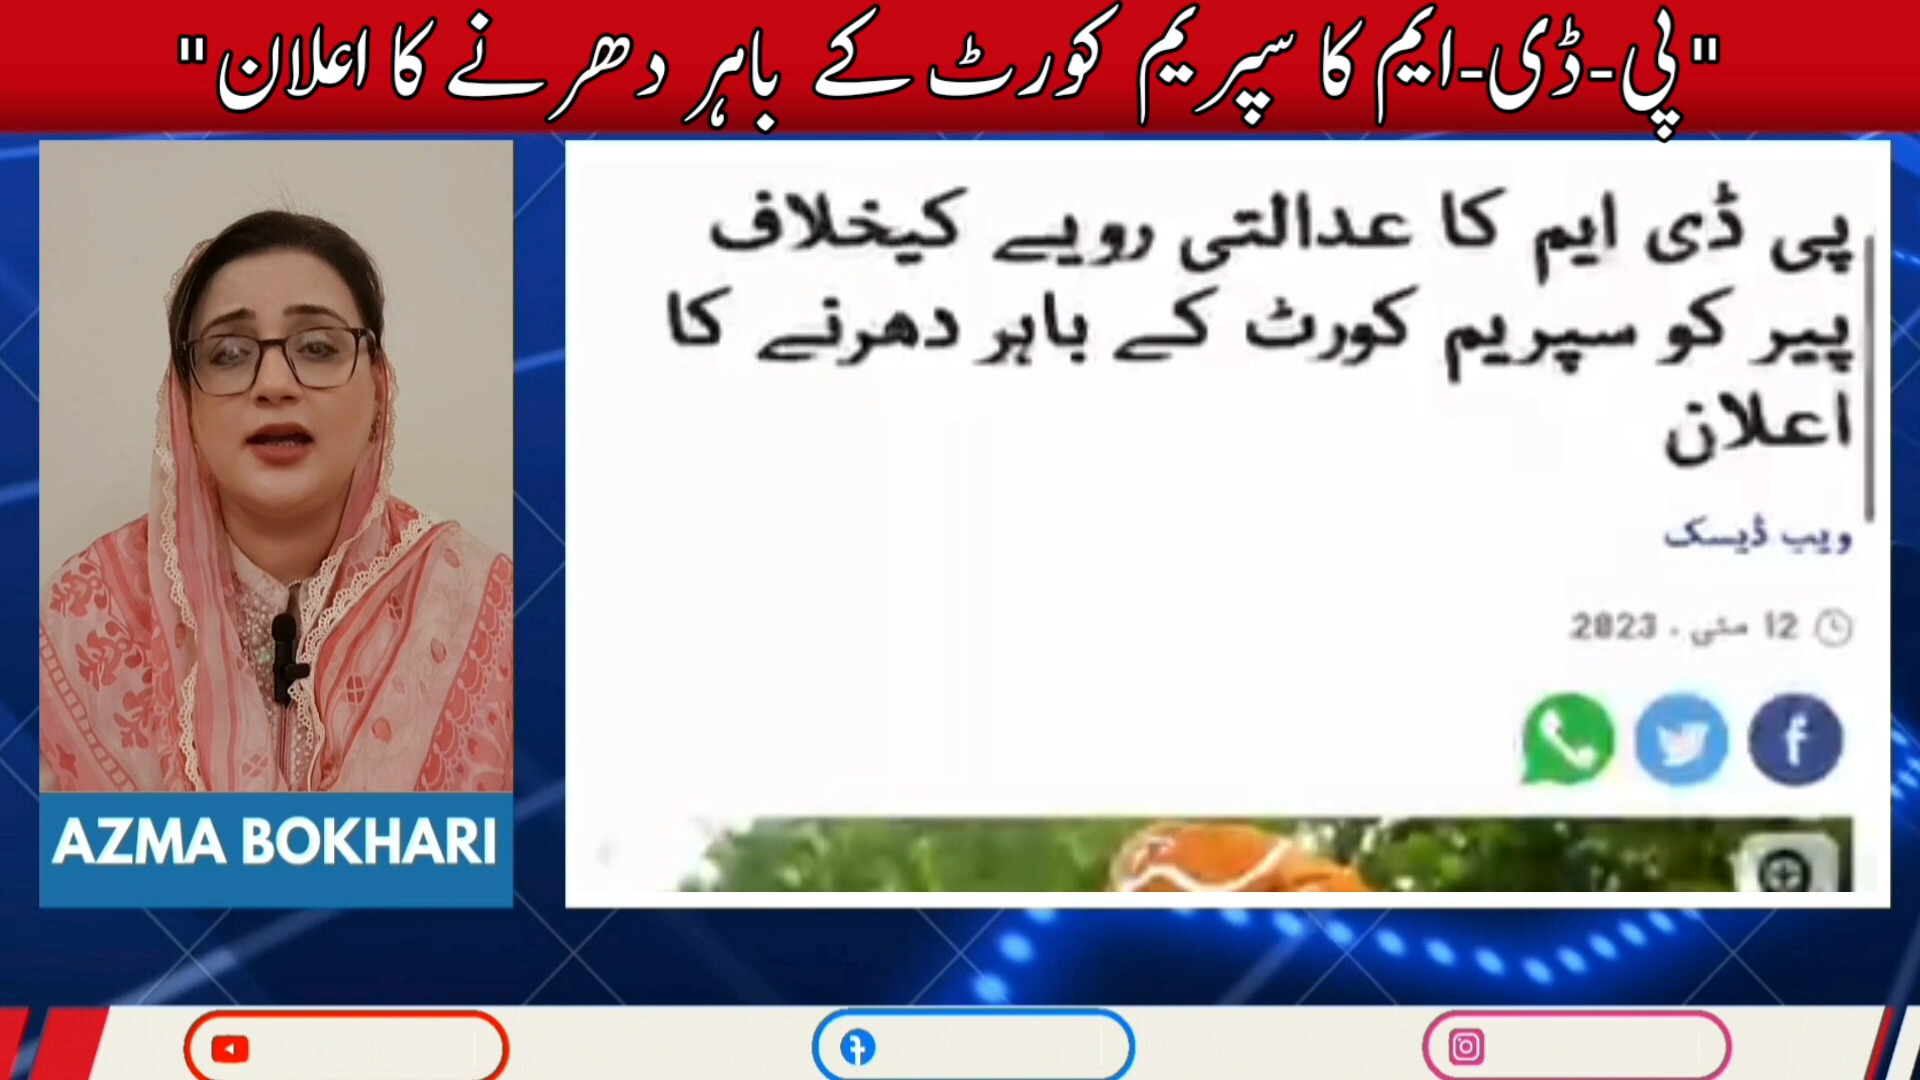 "پی-ڈی-ایم کا سپریم کورٹ کے باہر دھرنے کا اعلان"
پی ڈی ایم کا عدالتی رویے کیخلاف
پیر کو سپریم کورٹ کے باہر دھرنے کا
اعلان
ویب ڈیسک
12 مئی ، 2023
AZMA BOKHARI